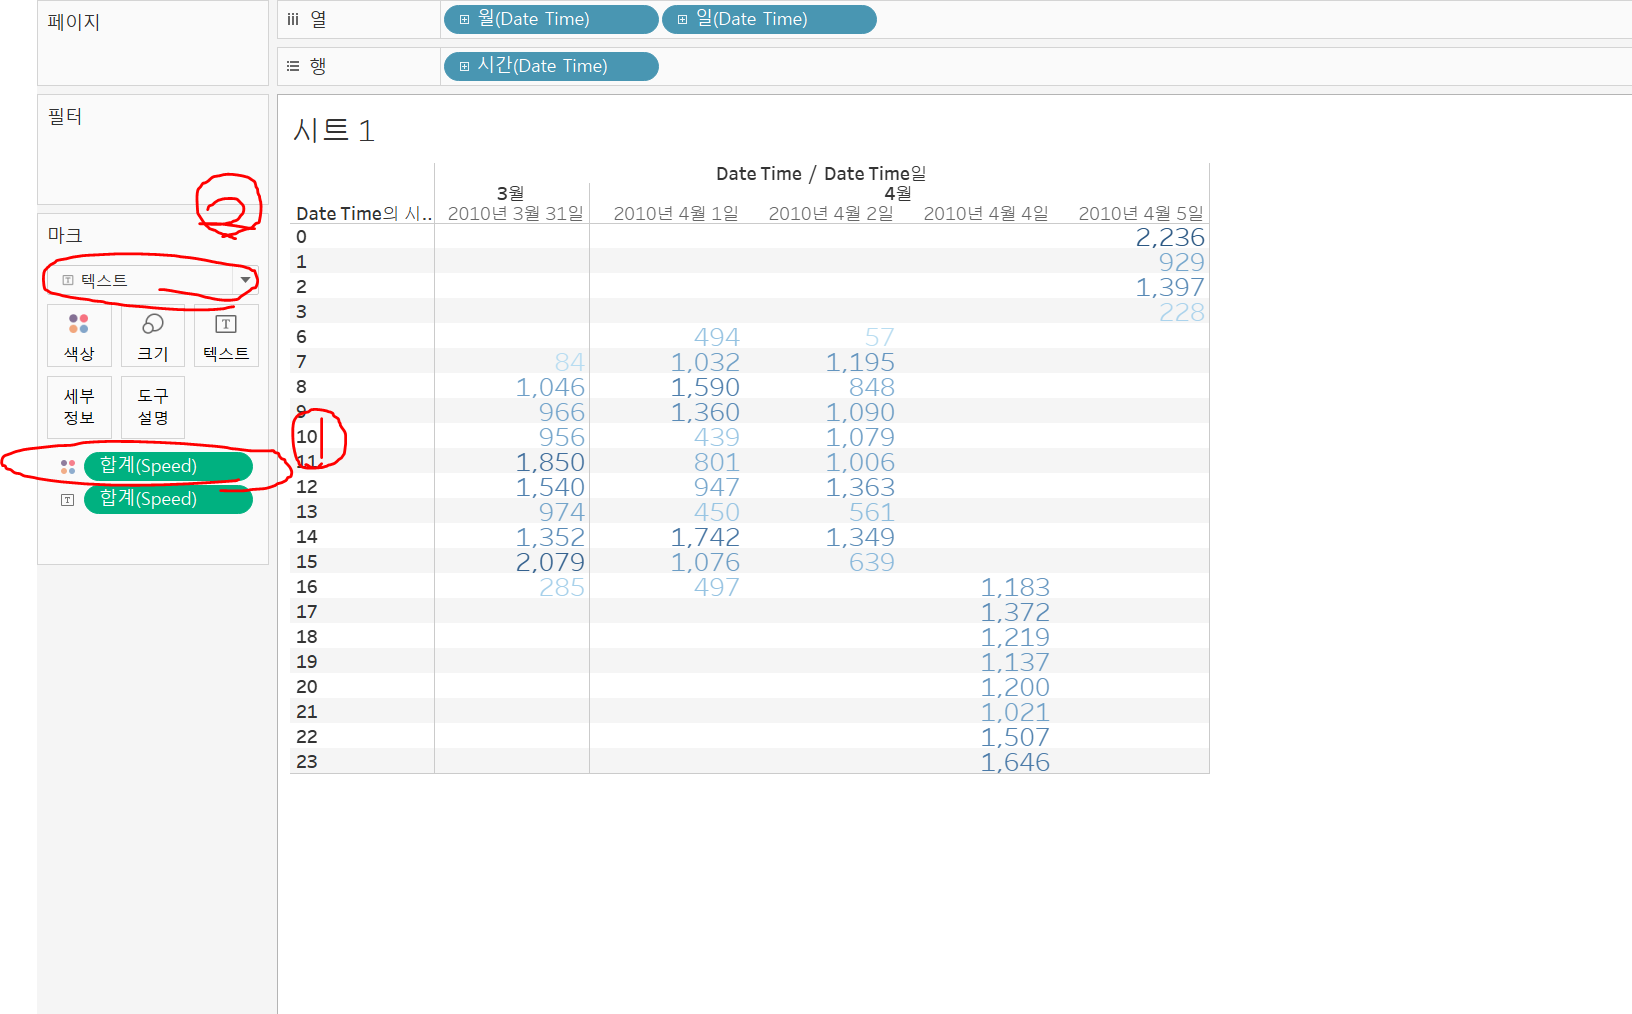 페이지
필터
2
마크
텍스트
색상 크기 텍스트
세부 정보 도구 설명
합계(Speed)
합계(Speed)
열 월(Date Time) 일(Date Time)
행 시간(Date Time)
시트 1
Date Time / Date Time일
3월 4월
Date Time의 시.. 2010년 3월 31일 2010년 4월 1일 2010년 4월 2일 2010년 4월 4일 2010년 4월 5일
0 2,236
1 929
2 1,397
3 228
6 494 57
7 84 1,032 1,195
8 1,046 1,590 848
9 966 1,360 1,090
10 956 439 1,079
1
11 1,850 801 1,006
12 1,540 947 1,363
13 974 450 561
14 1,352 1,742 1,349
15 2,079 1,076 639
16 285 497 1,183
17 1,372
18 1,219
19 1,137
20 1,200
21 1,021
22 1,507
23 1,646